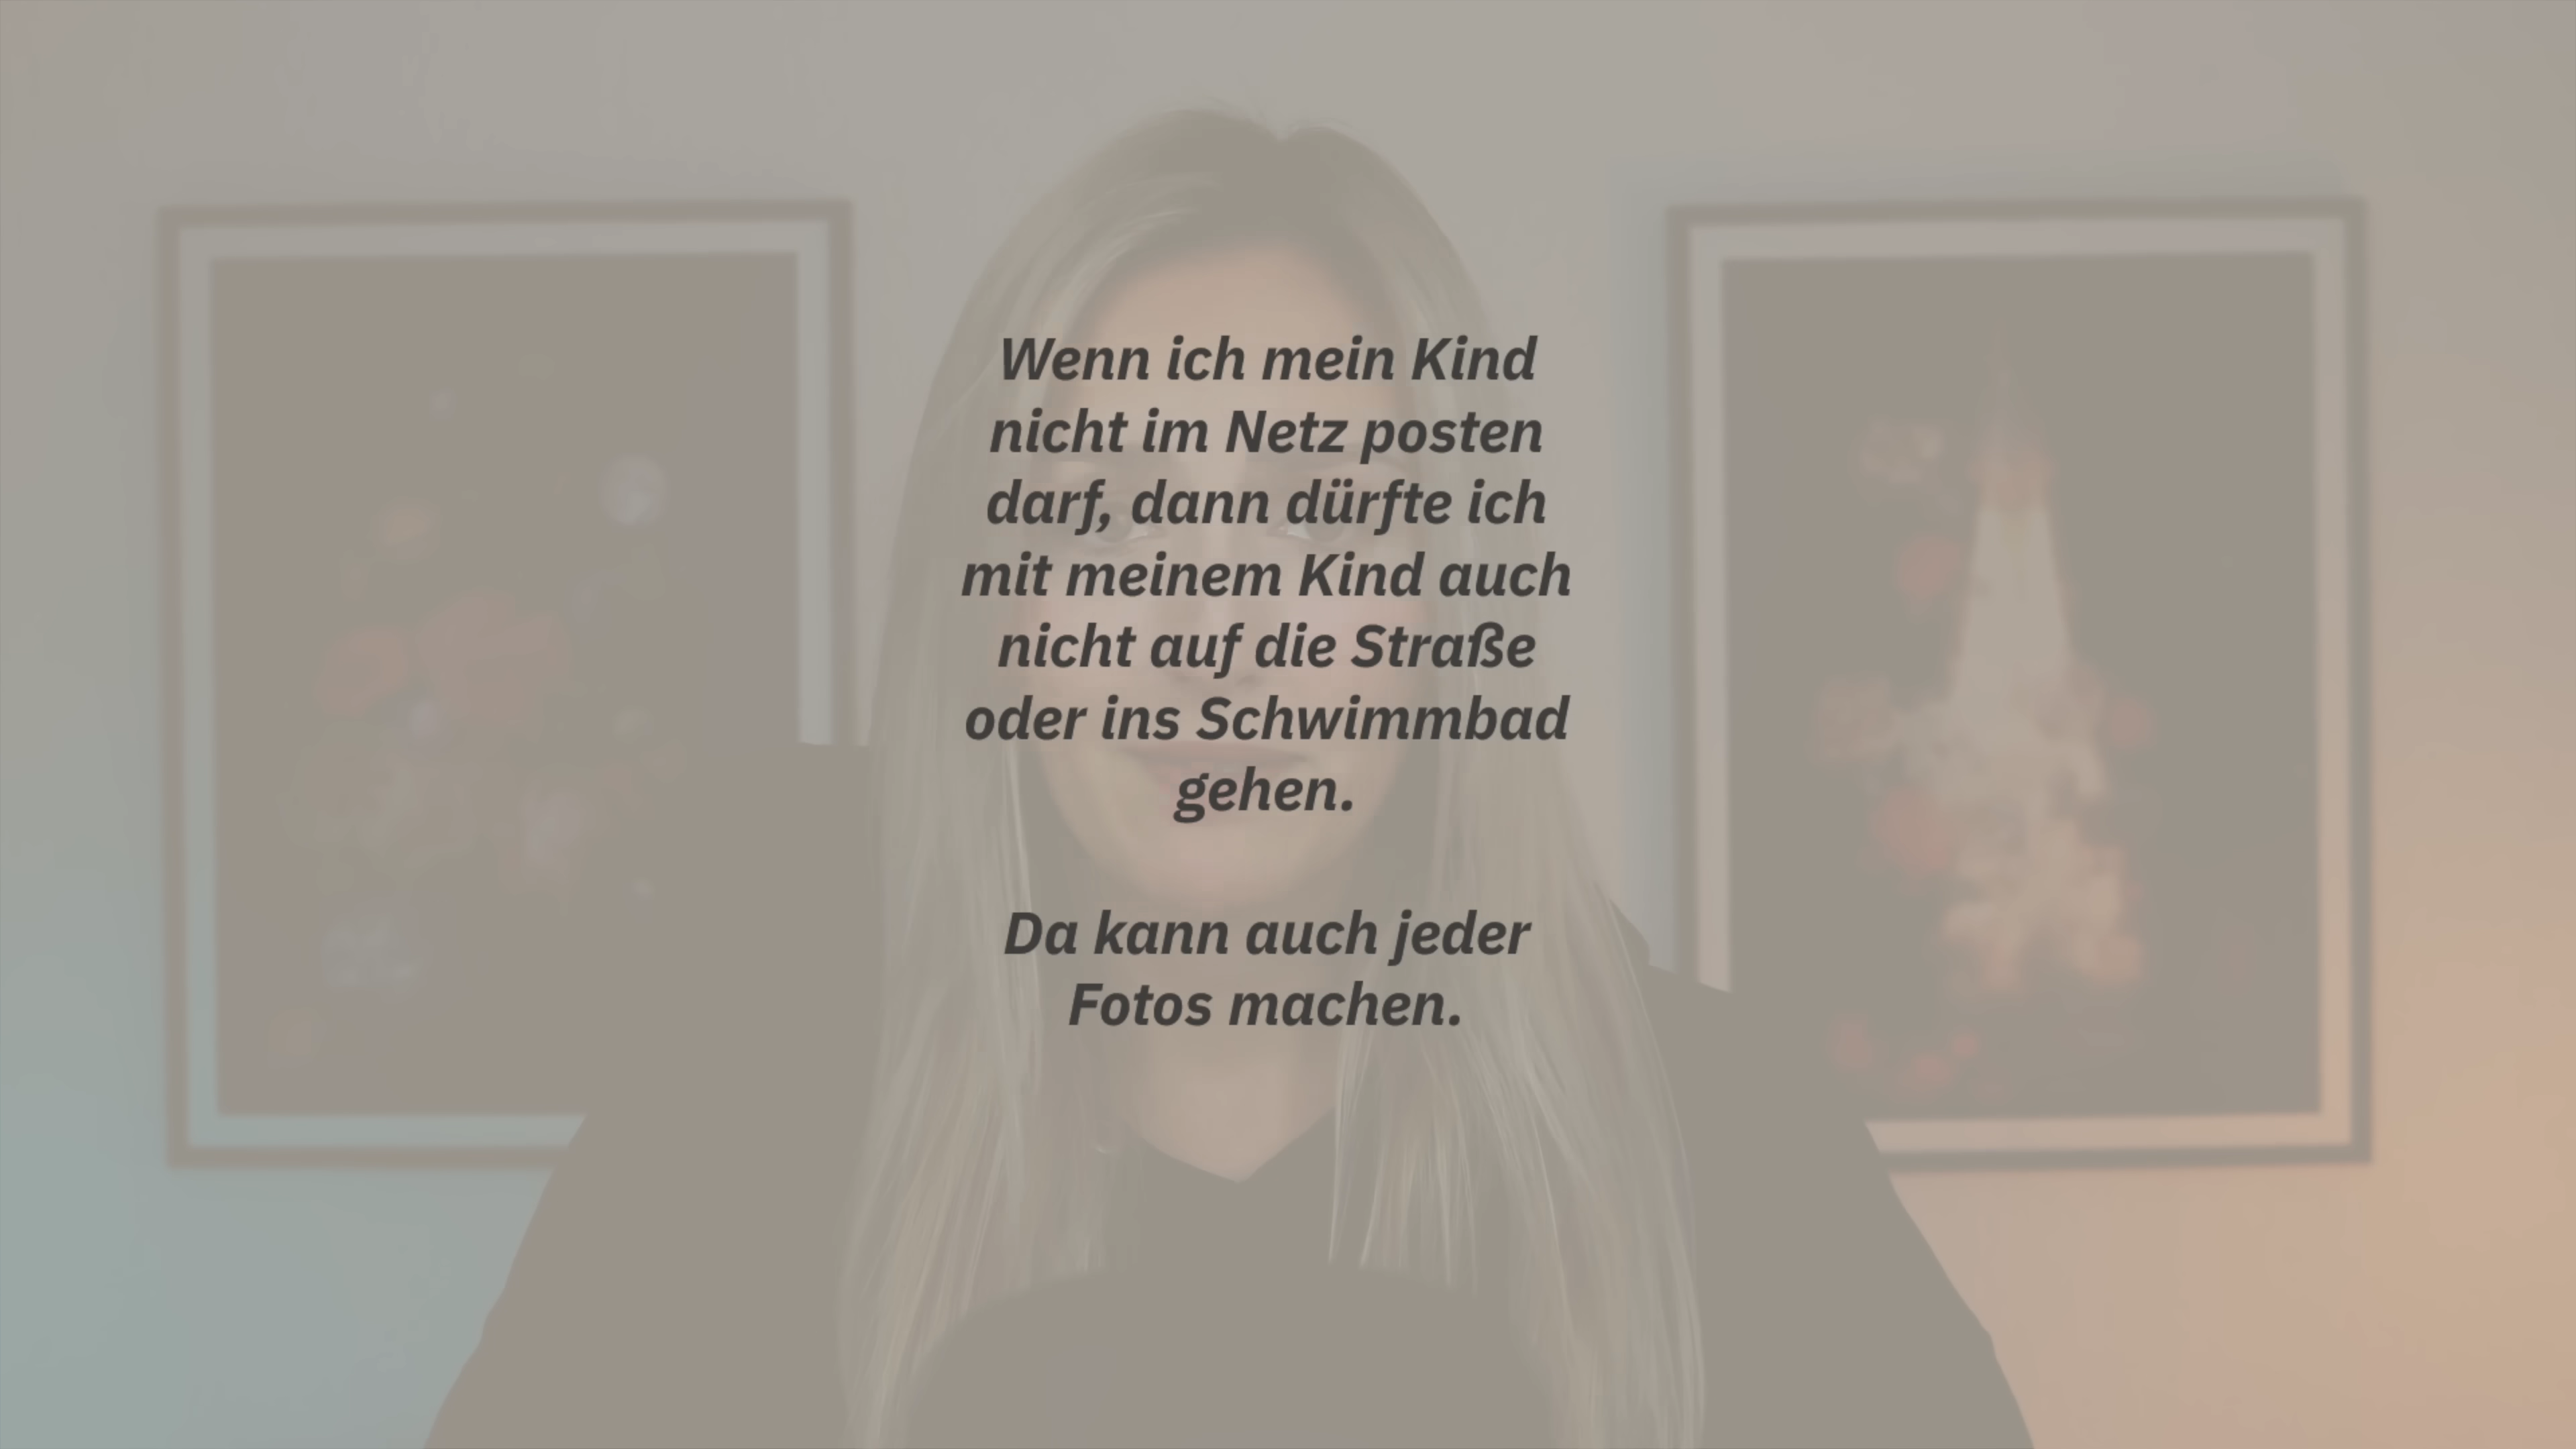 Wenn ich mein Kind
nicht im Netz posten
darf, dann dürfte ich
mit meinem Kind auch
nicht auf die Straße
oder ins Schwimmbad
gehen.
Da kann auch jeder
Fotos machen.